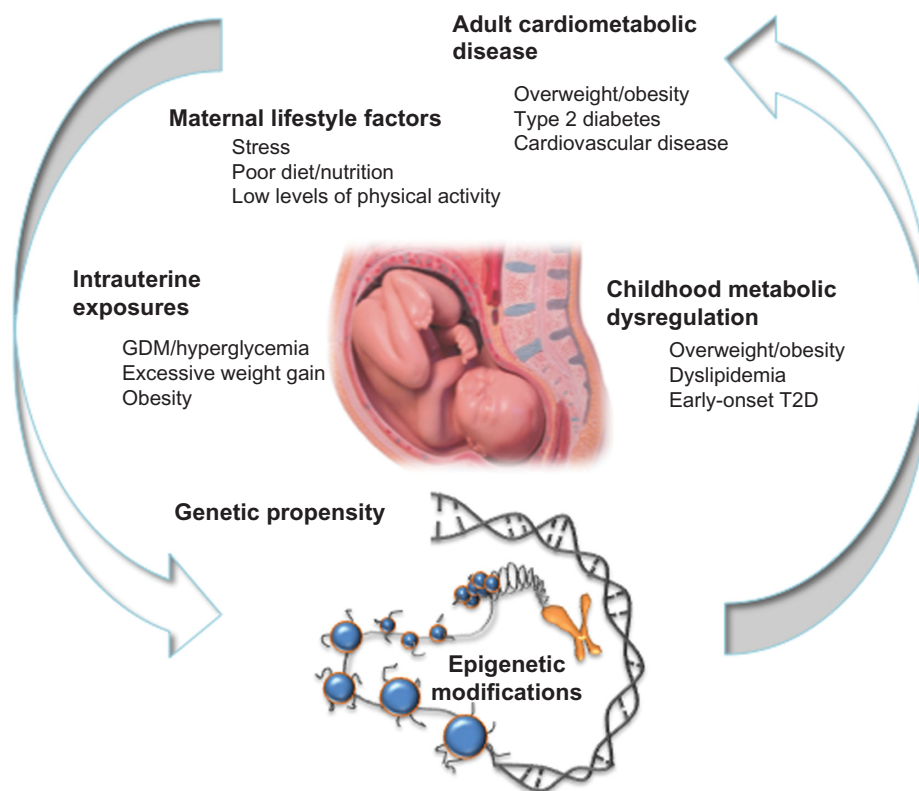 Adult cardiometabolic
disease
Overweight/obesity
Type 2 diabetes
Cardiovascular disease
Maternal lifestyle factors
Stress
Poor diet/nutrition
Low levels of physical activity
Intrauterine
exposures
GDM/hyperglycemia
Excessive weight gain
Obesity
Childhood metabolic
dysregulation
Overweight/obesity
Dyslipidemia
Early-onset T2D
Genetic propensity
Epigenetic
modifications